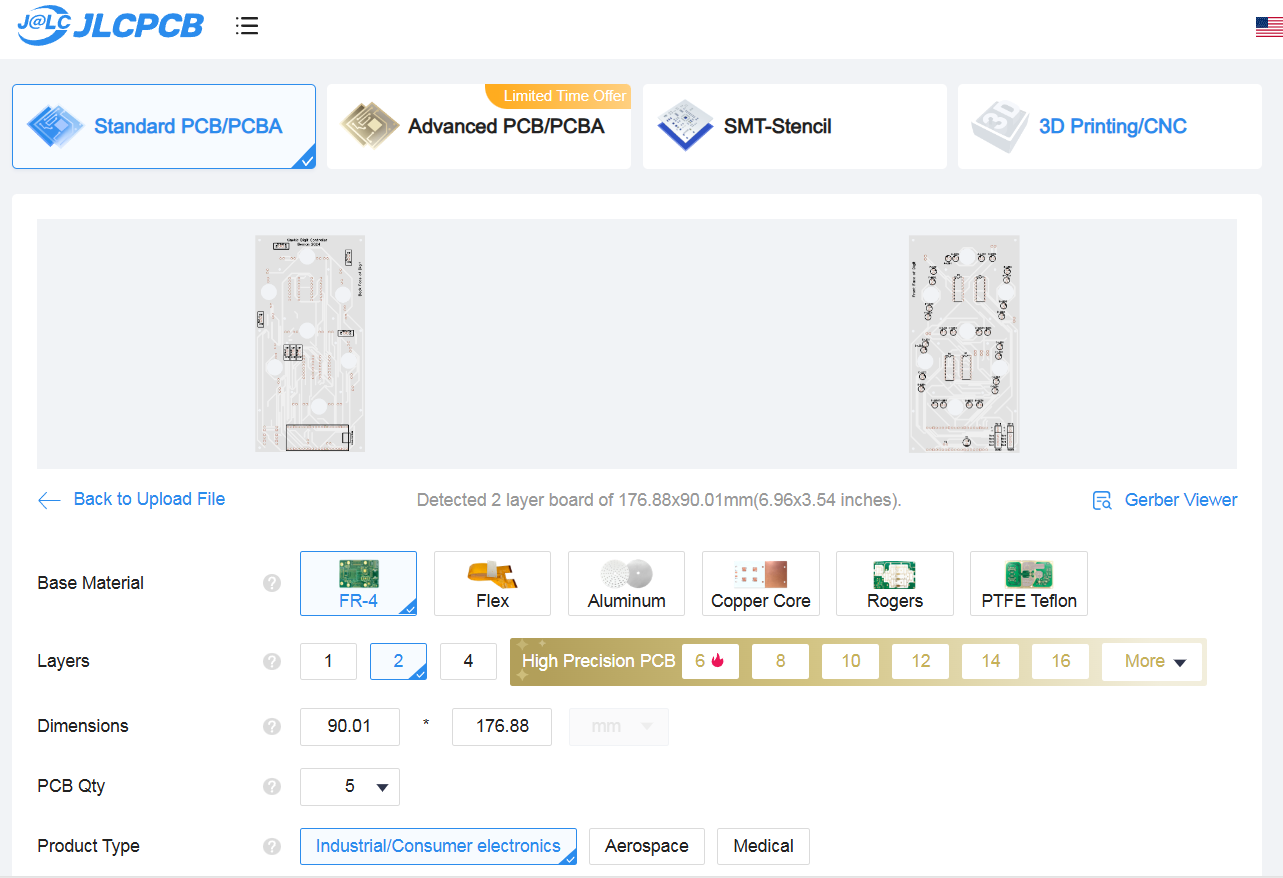 J@LC JLCPCB
Standard PCB/PCBA
Limited Time Offer
Advanced PCB/PCBA
SMT-Stencil
3D Printing/CNC
Back to Upload File
Detected 2 layer board of 176.88x90.01mm(6.96x3.54 inches).
Gerber Viewer
Base Material
?
FR-4
Flex
Aluminum
Copper Core
Rogers
PTFE Teflon
Layers
?
1
2
4
High Precision PCB
6
8
10
12
14
16
More
Dimensions
?
90.01
*
176.88
mm
PCB Qty
?
5
Product Type
?
Industrial/Consumer electronics
Aerospace
Medical